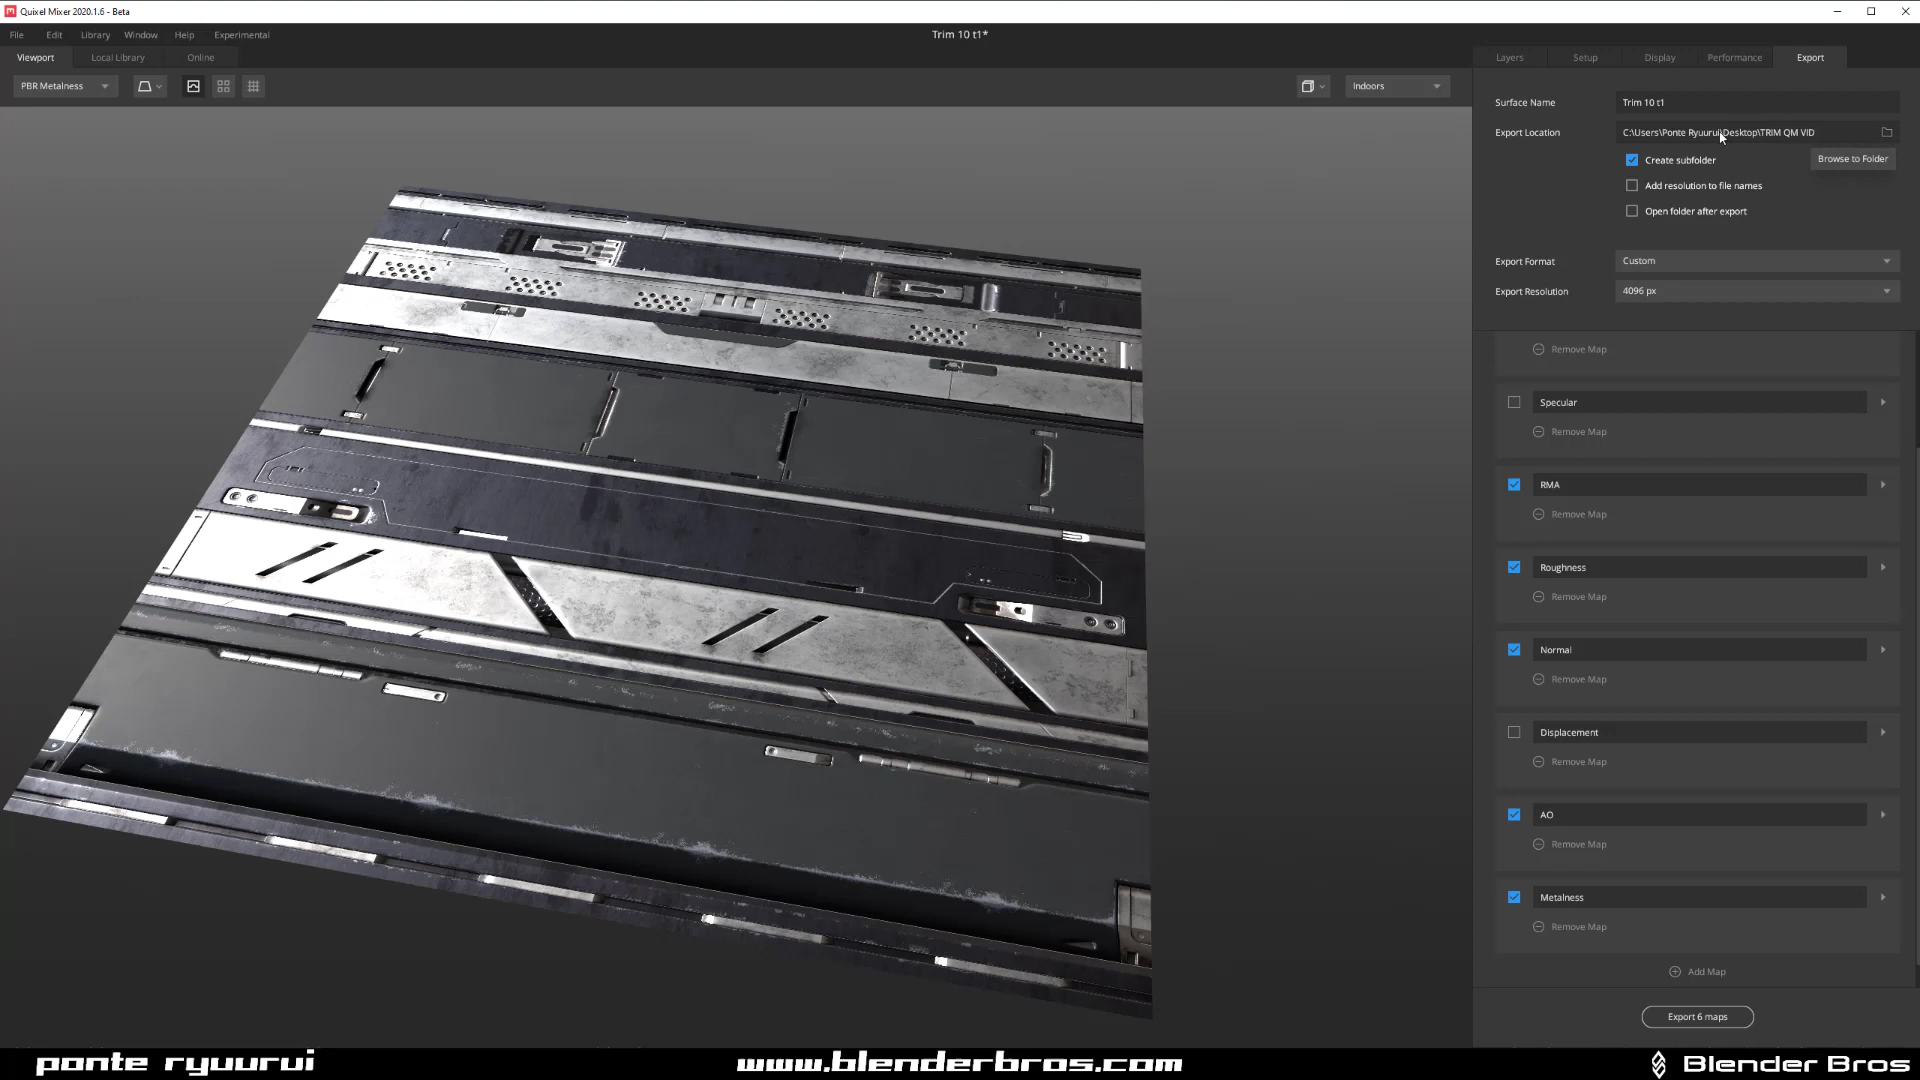 Quixel Mixer 2020.1.6 - Beta
File Edit Library Window Help Experimental
Trim 10 t1*
Viewport Local Library Online
Layers Setup Display Performance Export
PBR Metalness
Indoors
Surface Name Trim 10 t1
Export Location C:\Users\Ponte Ryuurui\Desktop\TRIM QM VID
Create subfolder
Browse to Folder
Add resolution to file names
Open folder after export
Export Format Custom
Export Resolution 4096 px
Remove Map
Specular
Remove Map
RMA
Remove Map
Roughness
Remove Map
Normal
Remove Map
Displacement
Remove Map
AO
Remove Map
Metalness
Remove Map
Add Map
Export 6 maps
ponte ryuurui
www.blenderbros.com
Blender Bros